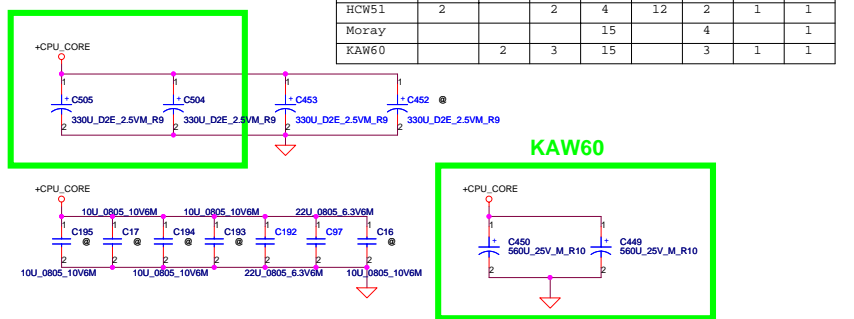 HCW51 2 2 4 12 2 1 1
Moray 15 4 1
KAW60 2 3 15 3 1 1
+CPU_CORE
1 1 1 1
+ C505 + C504 + C453 + C452 @
330U_D2E_2.5VM_R9 330U_D2E_2.5VM_R9 330U_D2E_2.5VM_R9 330U_D2E_2.5VM_R9
2 2 2 2
KAW60
+CPU_CORE
10U_0805_10V6M 10U_0805_10V6M 22U_0805_6.3V6M
1 1 1 1 1 1 1
C195 C17 C194 C193 C192 C97 C16
@ @ @ @ @
2 2 2 2 2 2 2
10U_0805_10V6M 10U_0805_10V6M 22U_0805_6.3V6M 10U_0805_10V6M
+CPU_CORE
1 1
+ C450 + C449
560U_25V_M_R10 560U_25V_M_R10
2 2